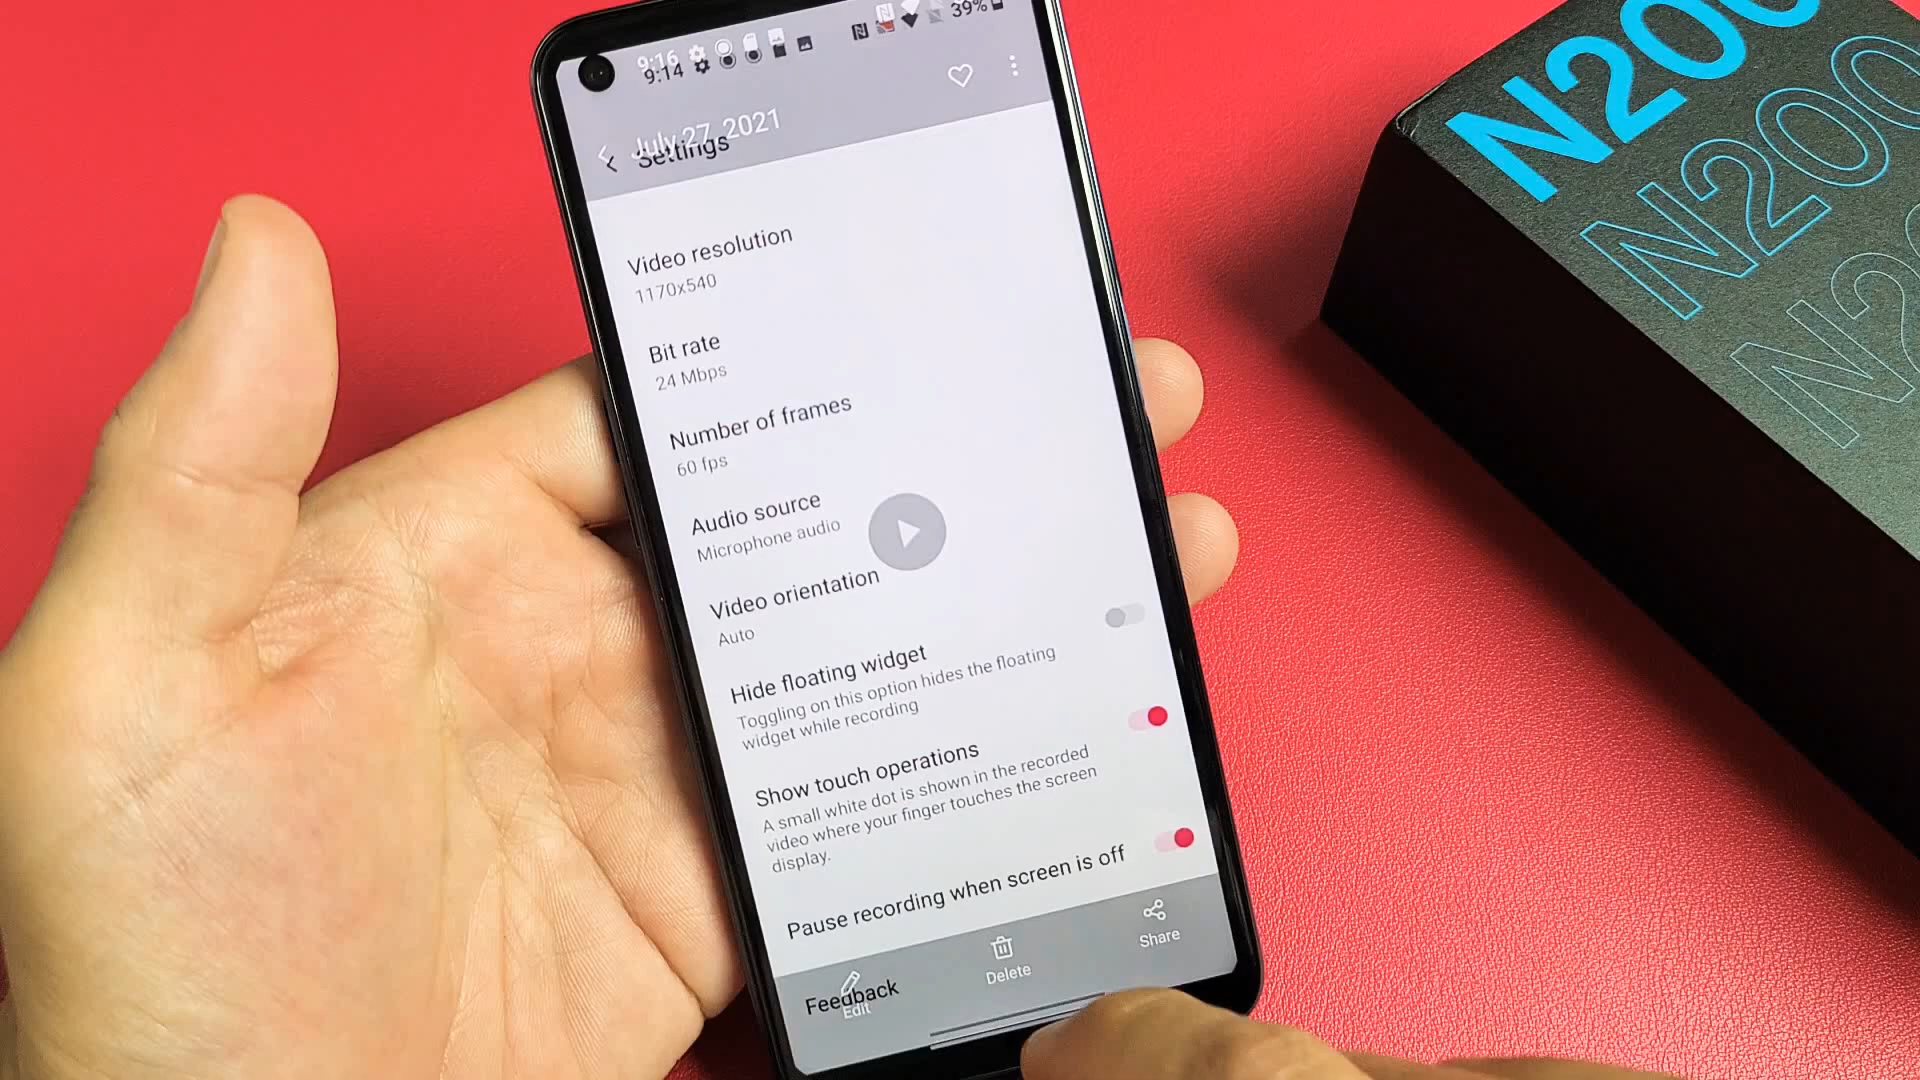 9:16
9:14
39%
July 27, 2021
Settings
Video resolution
1170x540
Bit rate
24 Mbps
Number of frames
60 fps
Audio source
Microphone audio
Video orientation
Auto
Hide floating widget
Toggling on this option hides the floating
widget while recording
Show touch operations
A small white dot is shown in the recorded
video where your finger touches the screen
display.
Pause recording when screen is off
Feedback
Edit
Delete
Share
N200
N200
N20